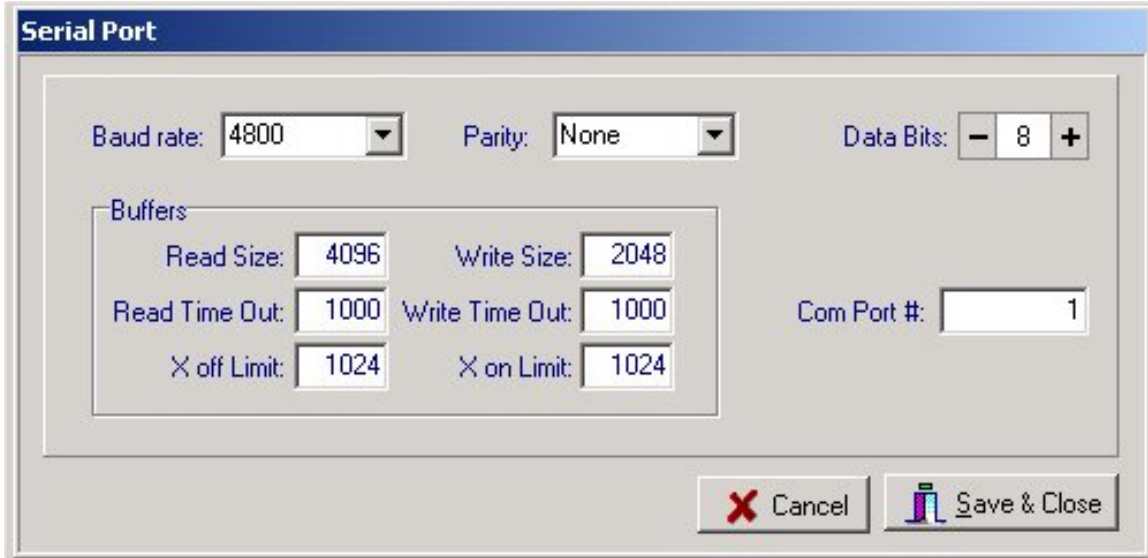 Serial Port
Baud rate: 4800 Parity: None Data Bits: − 8 +
Buffers
Read Size: 4096 Write Size: 2048
Read Time Out: 1000 Write Time Out: 1000 Com Port #: 1
X off Limit: 1024 X on Limit: 1024
Cancel Save & Close